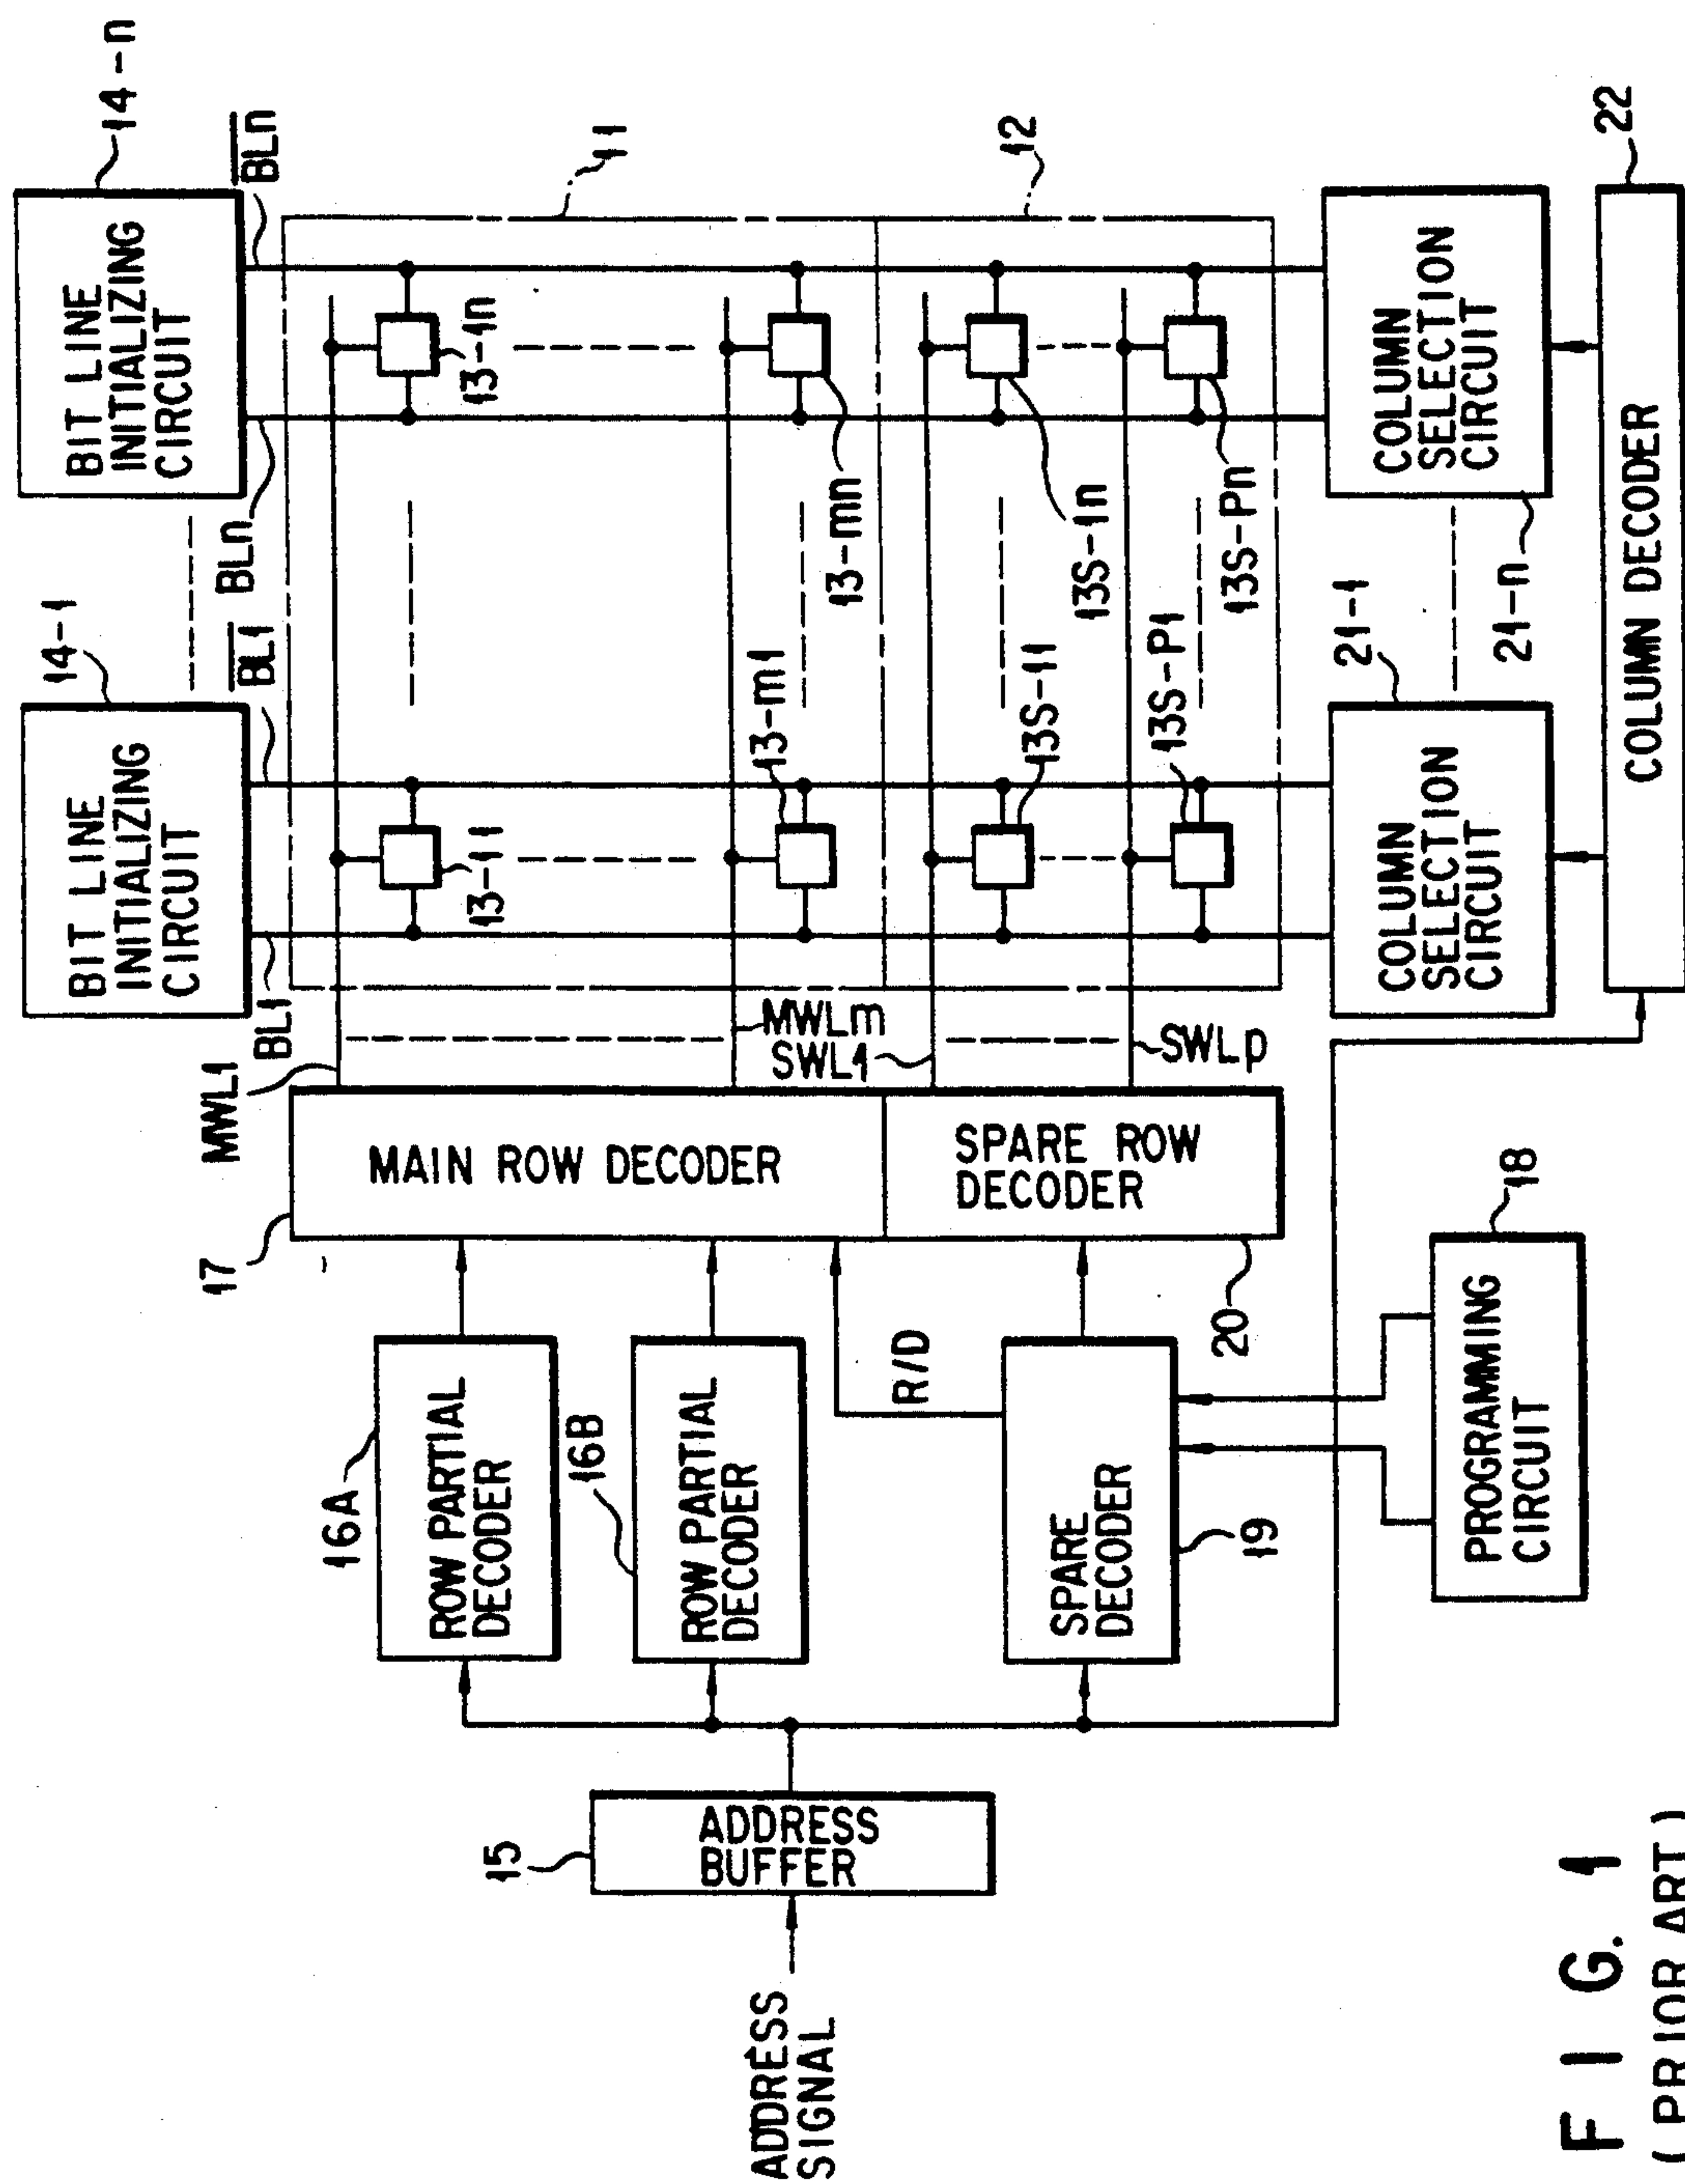 BIT LINE
INITIALIZING
CIRCUIT
14-1
BIT LINE
INITIALIZING
CIRCUIT
14-n
BL1
BL1
BLn
BLn
MWL1
11
13-11
13-1n
13-m1
13-mn
MWLm
SWL1
12
13S-11
13S-1n
13S-P1
13S-Pn
SWLp
17
MAIN ROW DECODER
SPARE ROW
DECODER
20
16A
ROW PARTIAL
DECODER
16B
ROW PARTIAL
DECODER
R/D
SPARE
DECODER
19
15
ADDRESS
BUFFER
ADDRESS
SIGNAL
PROGRAMMING
CIRCUIT
18
COLUMN
SELECTION
CIRCUIT
21-1
COLUMN
SELECTION
CIRCUIT
21-n
COLUMN DECODER
22
F I G. 1
( PRIOR ART )